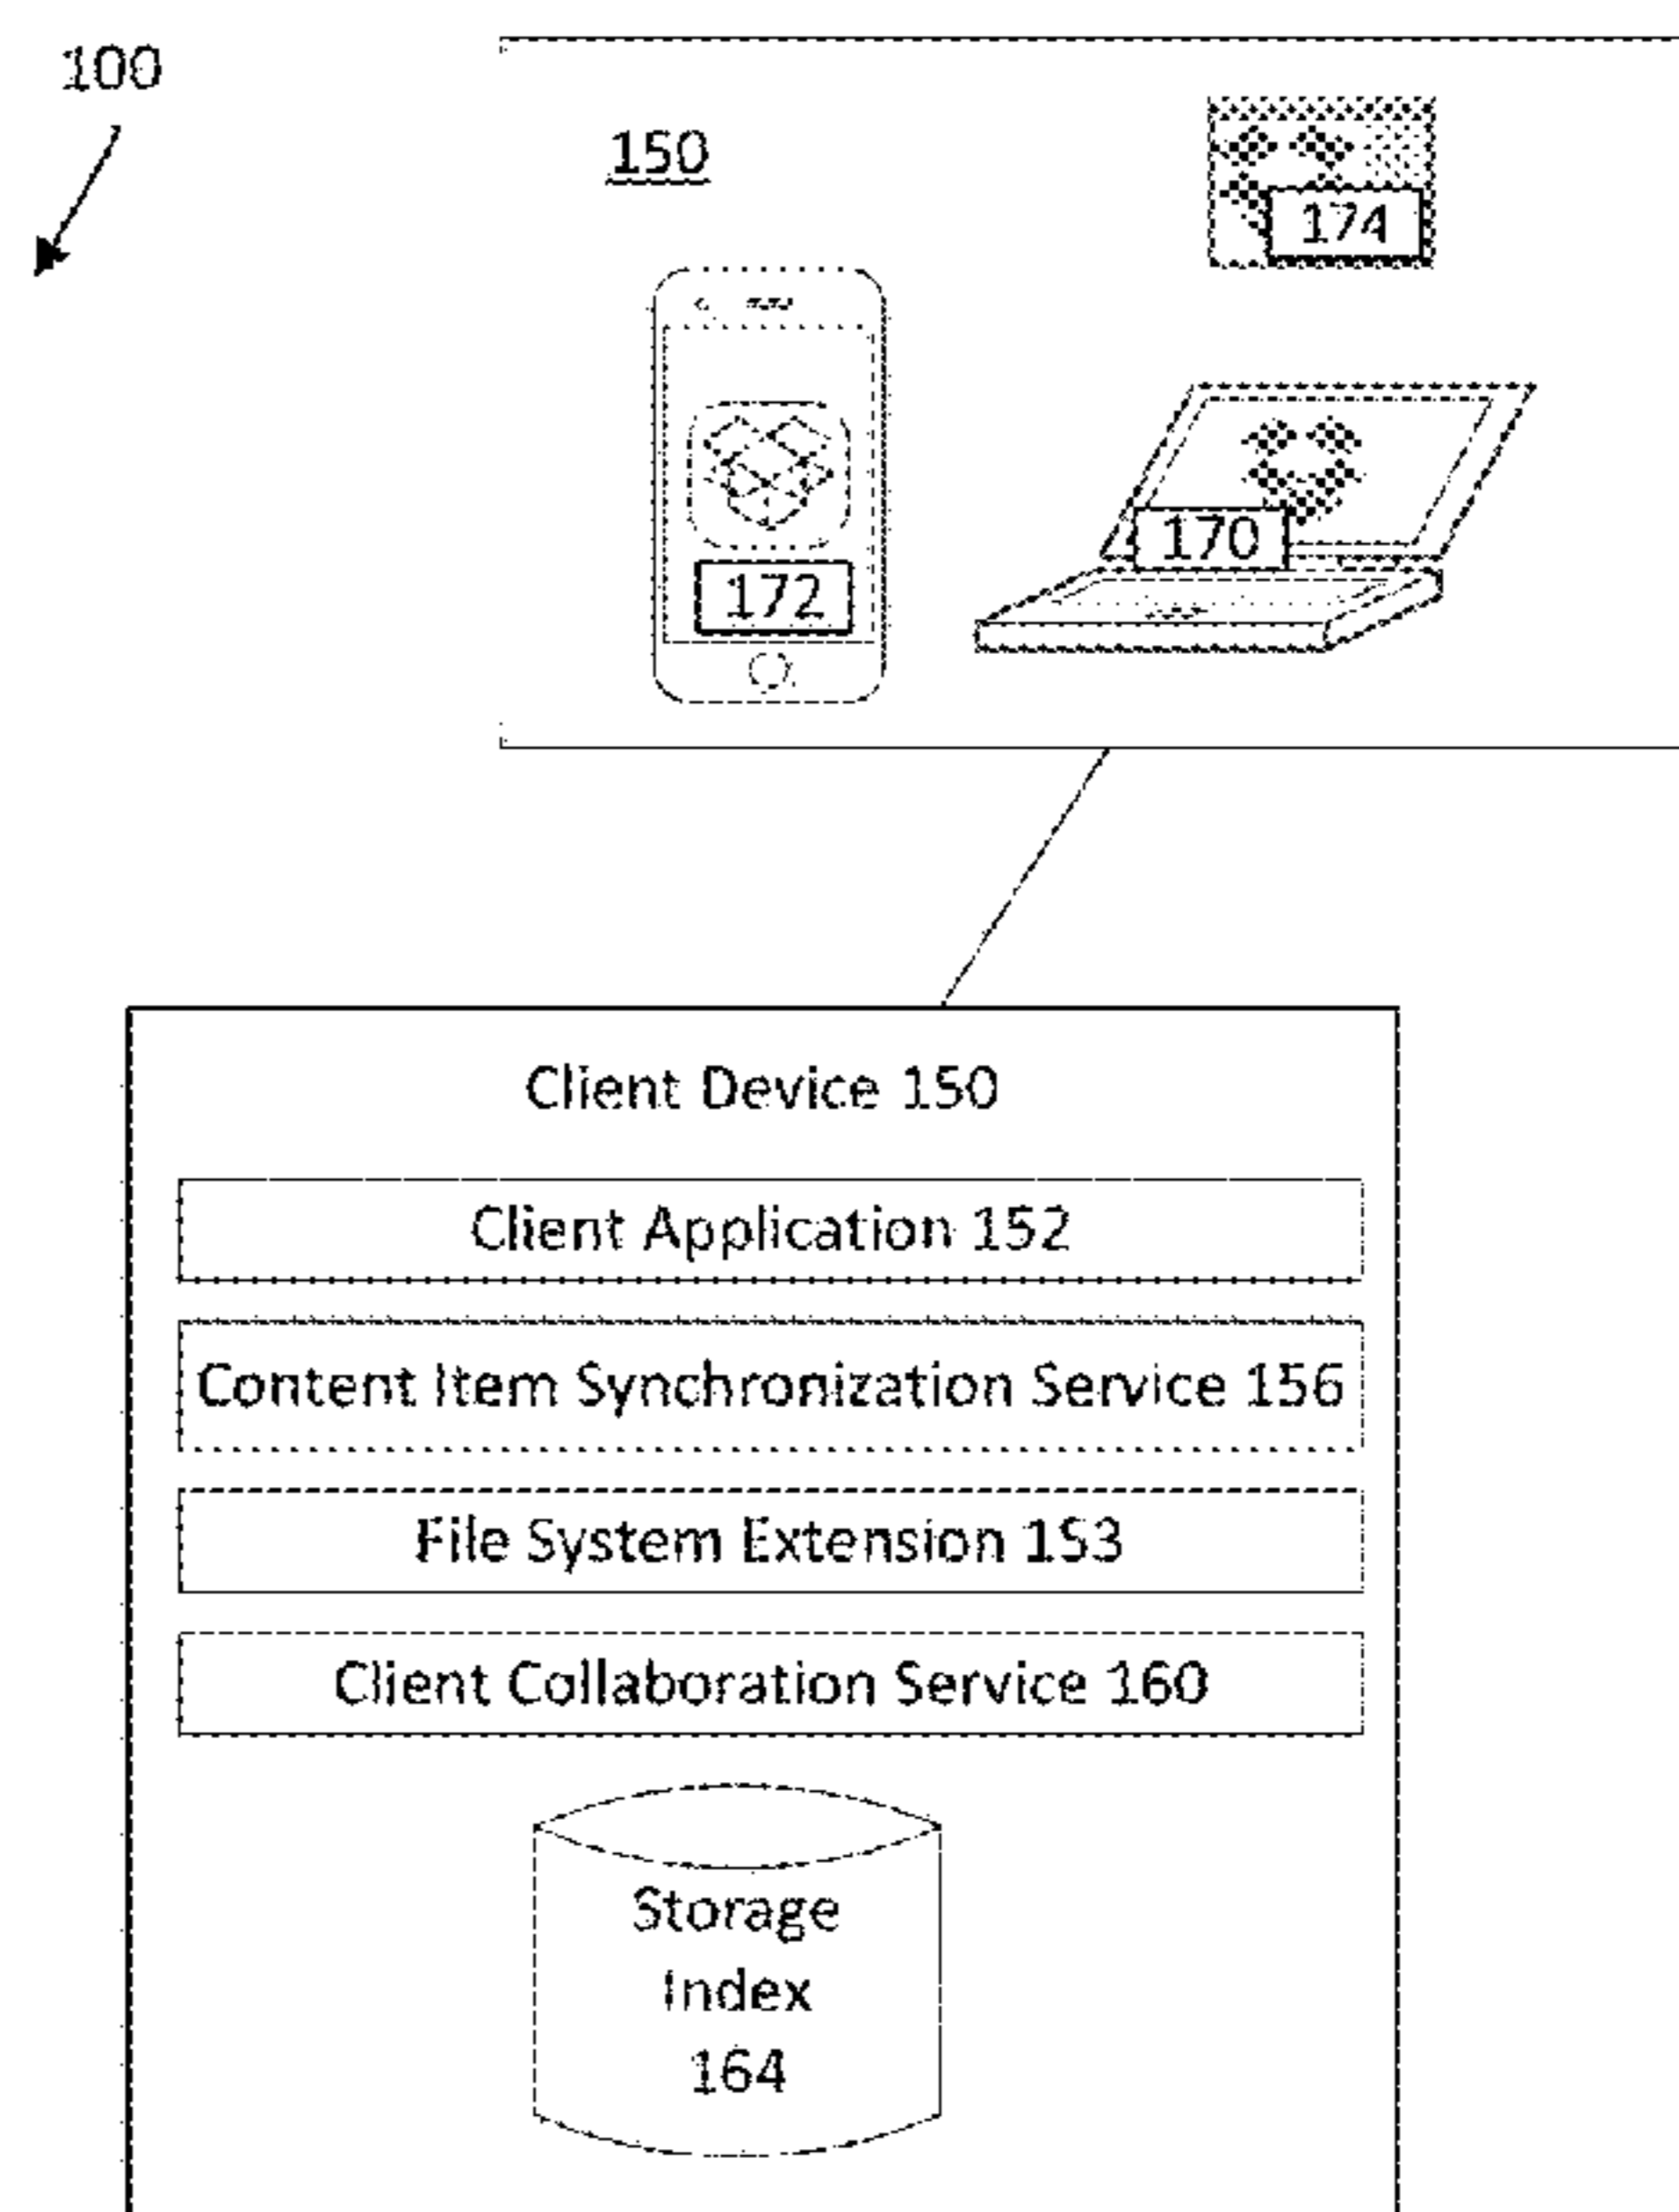 100
150
174
170
172
Client Device 150
Client Application 152
Content Item Synchronization Service 156
File System Extension 153
Client Collaboration Service 160
Storage
Index
164